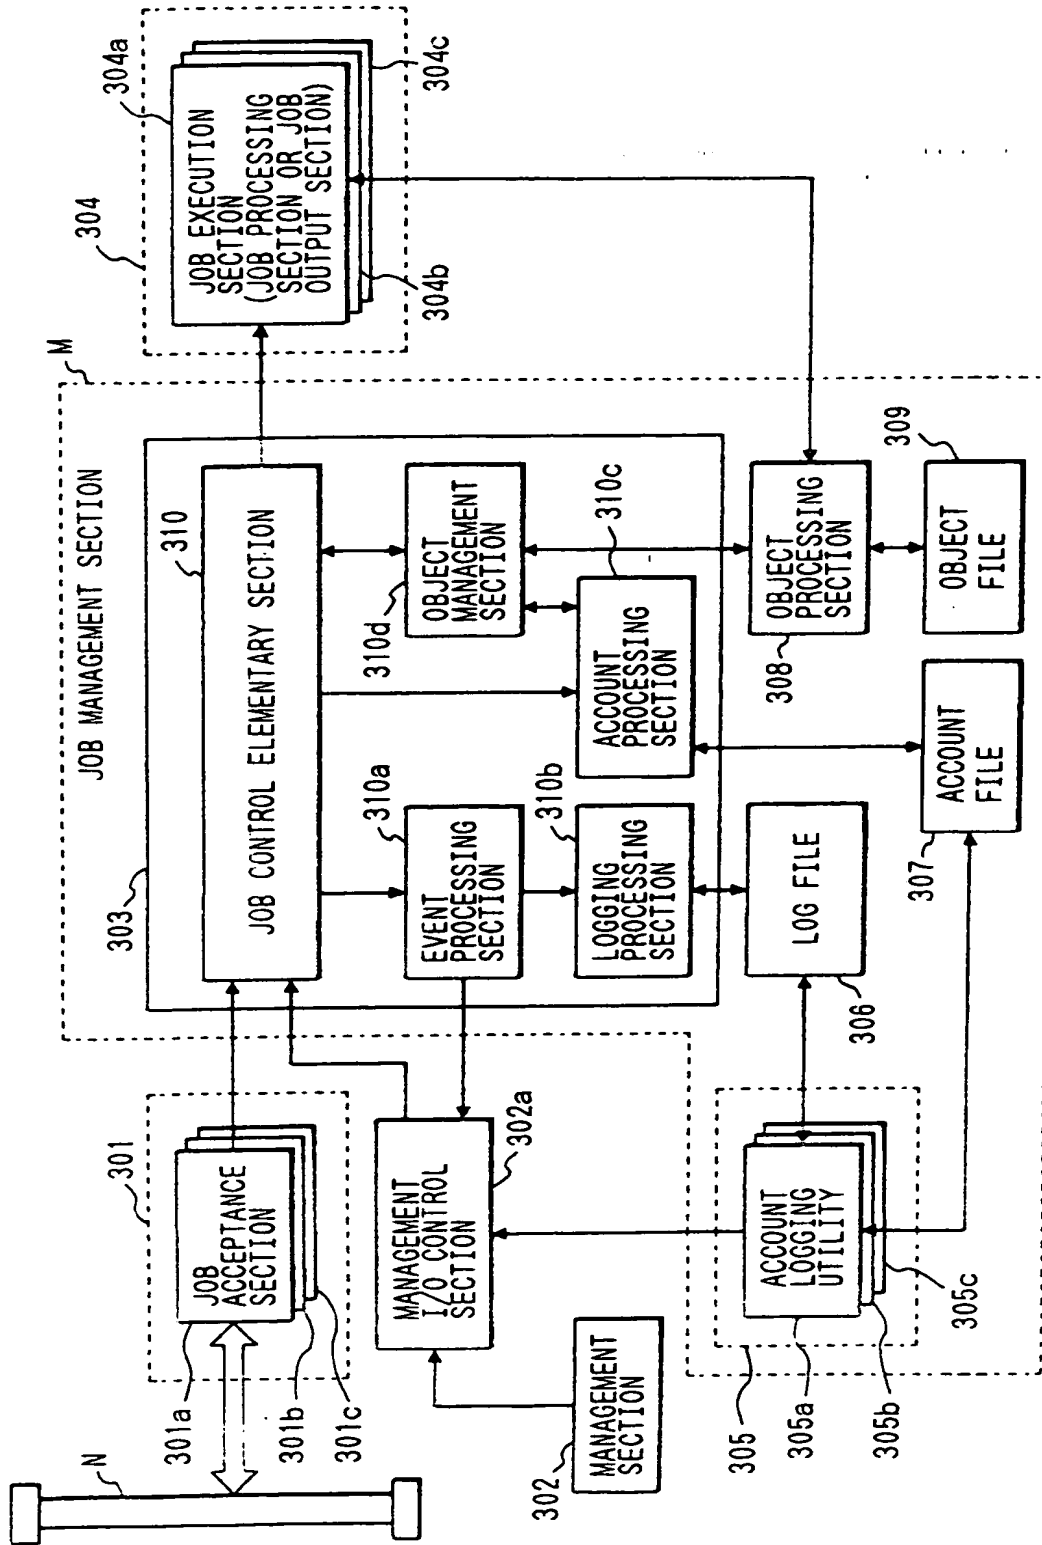 JOB MANAGEMENT SECTION
M
N
301
301a
301b
301c
JOB
ACCEPTANCE
SECTION
302
MANAGEMENT
SECTION
302a
MANAGEMENT
I/O CONTROL
SECTION
303
310
JOB CONTROL ELEMENTARY SECTION
310a
EVENT
PROCESSING
SECTION
310b
LOGGING
PROCESSING
SECTION
310c
ACCOUNT
PROCESSING
SECTION
310d
OBJECT
MANAGEMENT
SECTION
304
304a
304b
304c
JOB EXECUTION
SECTION
(JOB PROCESSING
SECTION OR JOB
OUTPUT SECTION)
305
305a
305b
305c
ACCOUNT
LOGGING
UTILITY
306
LOG FILE
307
ACCOUNT
FILE
308
OBJECT
PROCESSING
SECTION
309
OBJECT
FILE